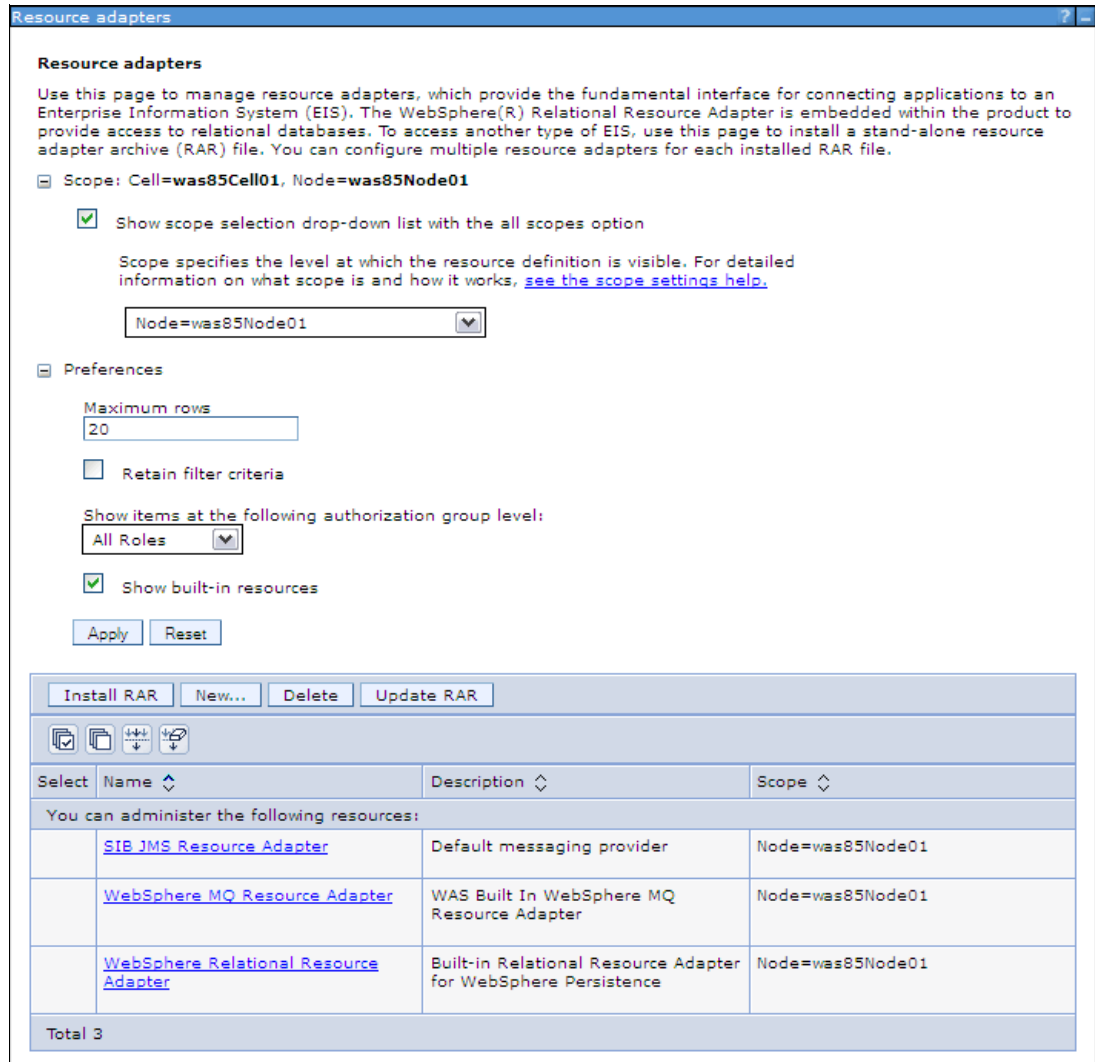 Resource adapters ? –
Resource adapters
Use this page to manage resource adapters, which provide the fundamental interface for connecting applications to an
Enterprise Information System (EIS). The WebSphere(R) Relational Resource Adapter is embedded within the product to
provide access to relational databases. To access another type of EIS, use this page to install a stand-alone resource
adapter archive (RAR) file. You can configure multiple resource adapters for each installed RAR file.
Scope: Cell=was85Cell01, Node=was85Node01
Show scope selection drop-down list with the all scopes option
Scope specifies the level at which the resource definition is visible. For detailed
information on what scope is and how it works, see the scope settings help.
Node=was85Node01
Preferences
Maximum rows
20
Retain filter criteria
Show items at the following authorization group level:
All Roles
Show built-in resources
Apply Reset
Install RAR New... Delete Update RAR
Select Name Description Scope
You can administer the following resources:
SIB JMS Resource Adapter Default messaging provider Node=was85Node01
WebSphere MQ Resource Adapter WAS Built In WebSphere MQ Node=was85Node01
Resource Adapter
WebSphere Relational Resource Built-in Relational Resource Adapter Node=was85Node01
Adapter for WebSphere Persistence
Total 3